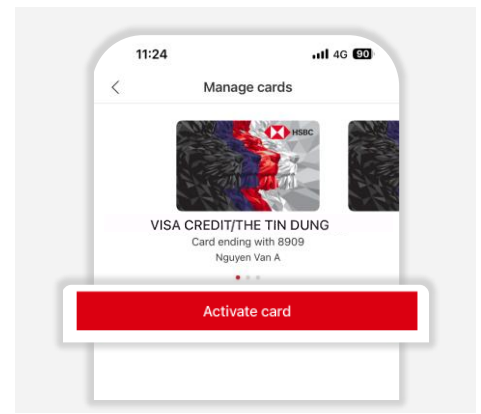 11:24 4G 90
Manage cards
HSBC
VISA CREDIT/THE TIN DUNG
Card ending with 8909
Nguyen Van A
Activate card